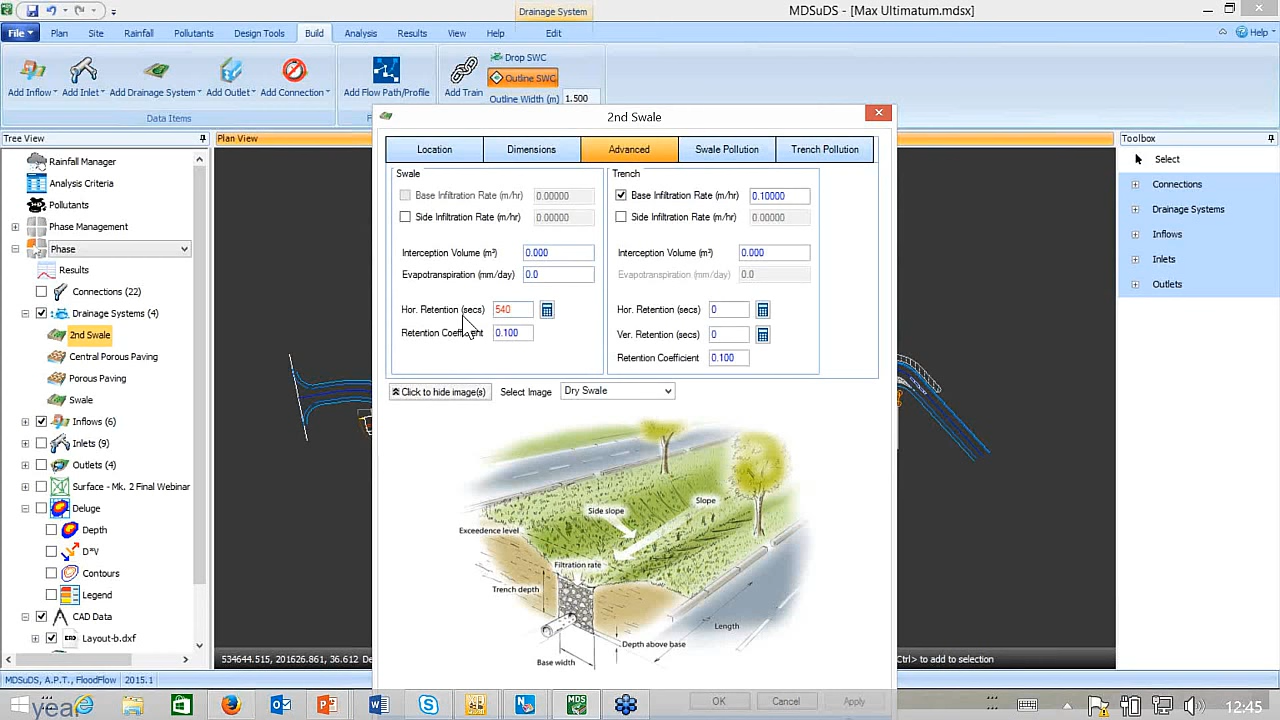 Drainage System
MDSuDS - [Max Ultimatum.mdsx]
File
Plan
Site
Rainfall
Pollutants
Design Tools
Build
Analysis
Results
View
Help
Edit
Help
Add Inflow
Add Inlet
Add Drainage System
Add Outlet
Add Connection
Data Items
Add Flow Path/Profile
Add Train
Drop SWC
Outline SWC
Outline Width (m) 1.500
Tree View
Plan View
Toolbox
Rainfall Manager
Analysis Criteria
Pollutants
Phase Management
Phase
Results
Connections (22)
Drainage Systems (4)
2nd Swale
Central Porous Paving
Porous Paving
Swale
Inflows (6)
Inlets (9)
Outlets (4)
Surface - Mk. 2 Final Webinar
Deluge
Depth
D*V
Contours
Legend
CAD Data
Layout-b.dxf
2nd Swale
Location
Dimensions
Advanced
Swale Pollution
Trench Pollution
Swale
Base Infiltration Rate (m/hr) 0.00000
Side Infiltration Rate (m/hr) 0.00000
Interception Volume (m³) 0.000
Evapotranspiration (mm/day) 0.0
Hor. Retention (secs) 540
Retention Coefficient 0.100
Trench
Base Infiltration Rate (m/hr) 0.10000
Side Infiltration Rate (m/hr) 0.00000
Interception Volume (m³) 0.000
Evapotranspiration (mm/day) 0.0
Hor. Retention (secs) 0
Ver. Retention (secs) 0
Retention Coefficient 0.100
Click to hide image(s)
Select Image
Dry Swale
Slope
Side slope
Exceedence level
Filtration rate
Trench depth
Length
Depth above base
Base width
OK
Cancel
Apply
Select
Connections
Drainage Systems
Inflows
Inlets
Outlets
534644.515, 201626.861, 36.612
Ctrl> to add to selection
MDSuDS, A.P.T., FloodFlow
2015.1
year
12:45